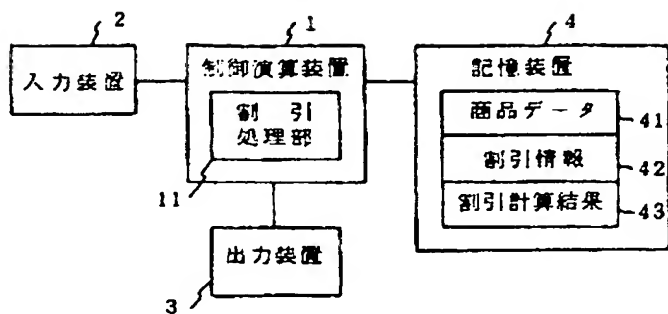 2
1
4
入力装置
制御演算装置
記憶装置
割引
処理部
11
商品データ
41
割引情報
42
割引計算結果
43
出力装置
3